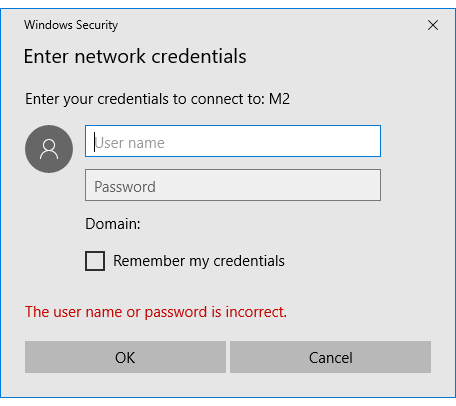 Windows Security
Enter network credentials
Enter your credentials to connect to: M2
User name
Password
Domain:
Remember my credentials
The user name or password is incorrect.
OK
Cancel